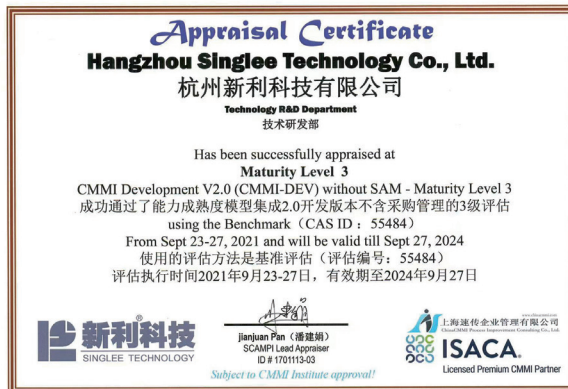 Appraisal Certificate
Hangzhou Singlee Technology Co., Ltd.
杭州新利科技有限公司
Technology R&D Department
技术研发部
Has been successfully appraised at
Maturity Level 3
CMMI Development V2.0 (CMMI-DEV) without SAM - Maturity Level 3
成功通过了能力成熟度模型集成2.0开发版本不含采购管理的3级评估
using the Benchmark（CAS ID：55484）
From Sept 23-27, 2021 and will be valid till Sept 27, 2024
使用的评估方法是基准评估（评估编号：55484）
评估执行时间2021年9月23-27日，有效期至2024年9月27日
新利科技
SINGLEE TECHNOLOGY
jianjuan Pan（潘建娟）
SCAMPI Lead Appraiser
ID # 1701113-03
Subject to CMMI Institute approval!
上海速传企业管理有限公司
ChinaCMMI Process Improvement Consulting Co., Ltd
ISACA.
Licensed Premium CMMI Partner